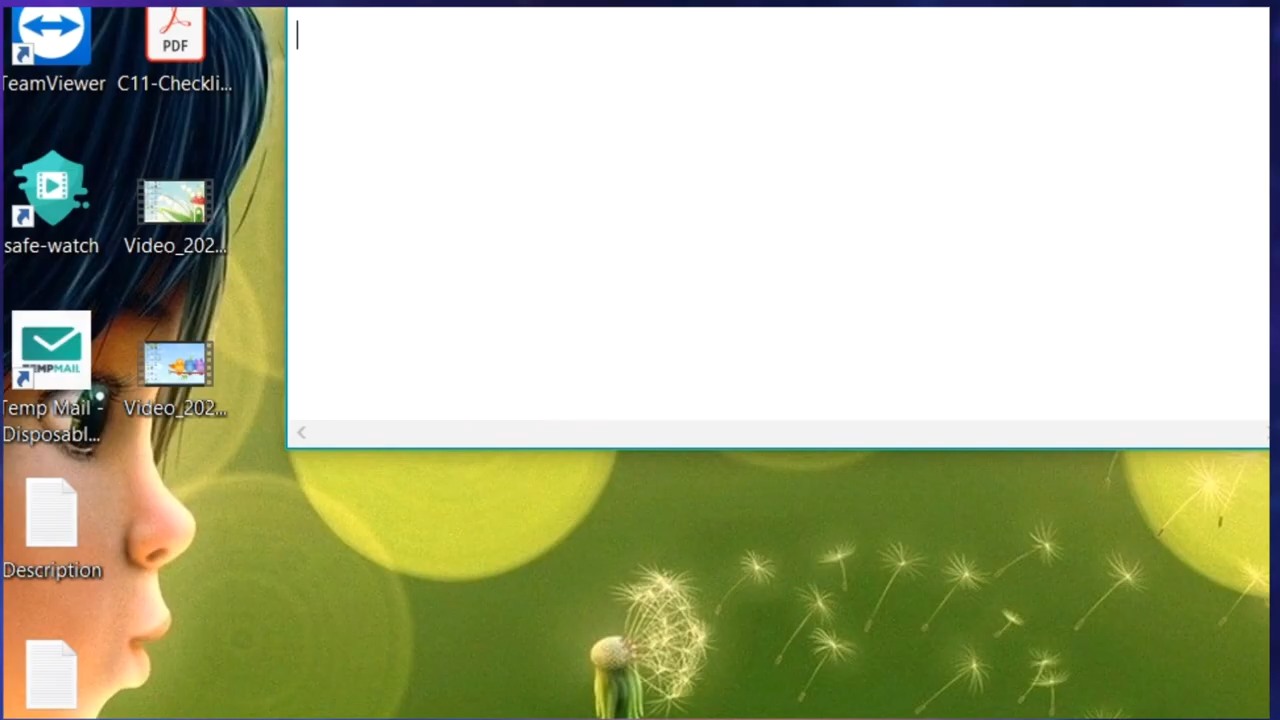 TeamViewer
PDF
C11-Checkli...
safe-watch
Video_202...
TEMPMAIL
Temp Mail -
Disposabl...
Video_202...
Description